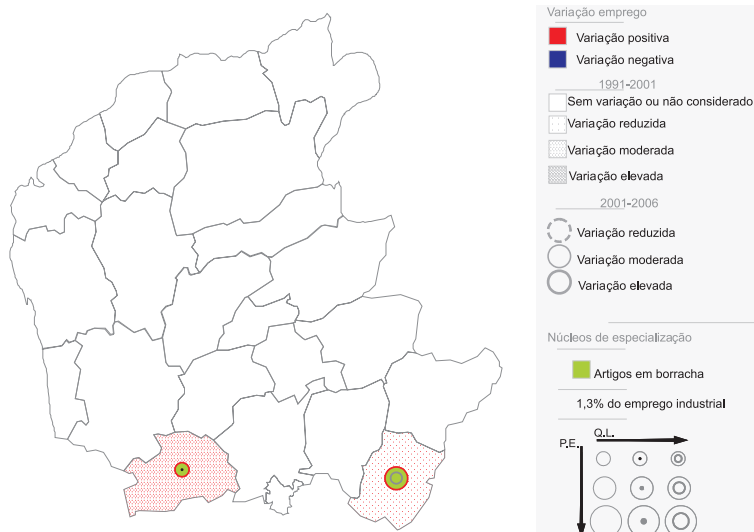 Variação emprego
Variação positiva
Variação negativa
1991-2001
Sem variação ou não considerado
Variação reduzida
Variação moderada
Variação elevada
2001-2006
Variação reduzida
Variação moderada
Variação elevada
Núcleos de especialização
Artigos em borracha
1,3% do emprego industrial
Q.L.
P.E.